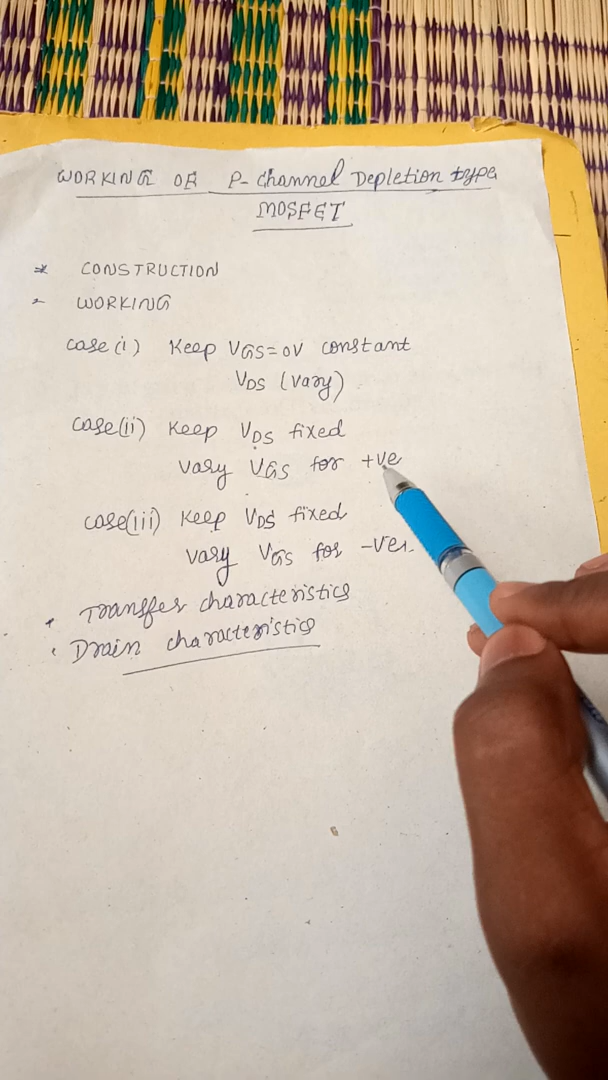 WORKING OF P-channel Depletion type
MOSFET
* CONSTRUCTION
- WORKING
case(i) Keep VGS=0V constant
VDS (vary)
case(ii) Keep VDS fixed
vary VGS for +ve
case(iii) Keep VDS fixed
vary VGS for -ve.
• Transfer characteristics
• Drain characteristics